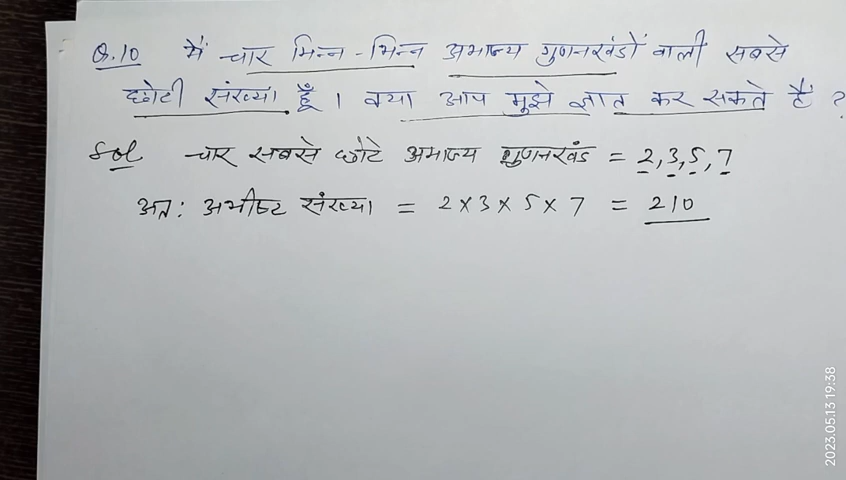 Q.10 मैं चार भिन्न-भिन्न अभाज्य गुणनखंडों वाली सबसे
छोटी संख्या हूँ । क्या आप मुझे ज्ञात कर सकते हैं ?
Sol चार सबसे छोटे अभाज्य गुणनखंड = 2,3,5,7
अत: अभीष्ट संख्या = 2×3×5×7 = 210
2023.05.13 19:38